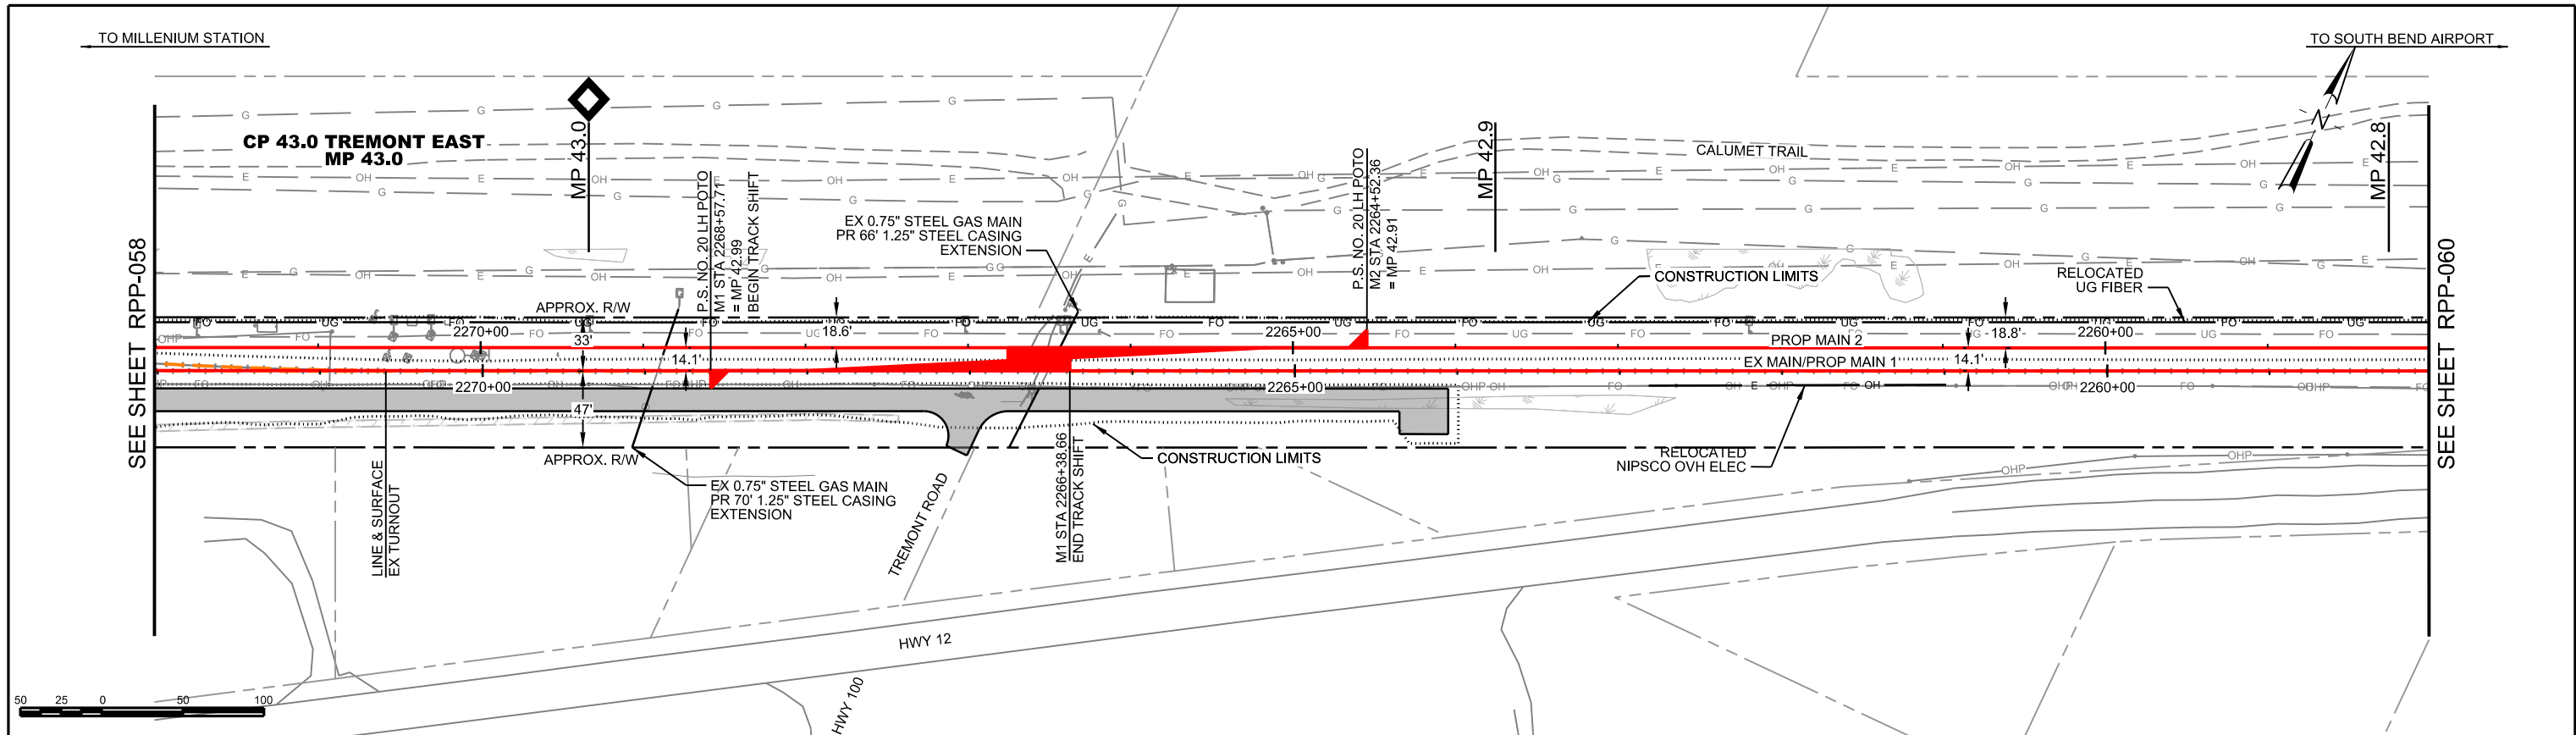 TO MILLENIUM STATION
TO SOUTH BEND AIRPORT
N
CP 43.0 TREMONT EAST
MP 43.0
MP 43.0
MP 42.9
MP 42.8
CALUMET TRAIL
SEE SHEET RPP-058
SEE SHEET RPP-060
P.S. NO. 20 LH POTO
M1 STA 2268+57.71
= MP 42.99
BEGIN TRACK SHIFT
EX 0.75" STEEL GAS MAIN
PR 66' 1.25" STEEL CASING
EXTENSION
P.S. NO. 20 LH POTO
M2 STA 2264+52.36
= MP 42.91
CONSTRUCTION LIMITS
RELOCATED
UG FIBER
APPROX. R/W
2270+00
33'
18.6'
2265+00
18.8'
2260+00
PROP MAIN 2
14.1'
EX MAIN/PROP MAIN 1
14.1'
2270+00
2265+00
2260+00
47'
APPROX. R/W
CONSTRUCTION LIMITS
RELOCATED
NIPSCO OVH ELEC
EX 0.75" STEEL GAS MAIN
PR 70' 1.25" STEEL CASING
EXTENSION
LINE & SURFACE
EX TURNOUT
TREMONT ROAD
M1 STA 2266+38.66
END TRACK SHIFT
HWY 12
HWY 100
50 25 0 50 100